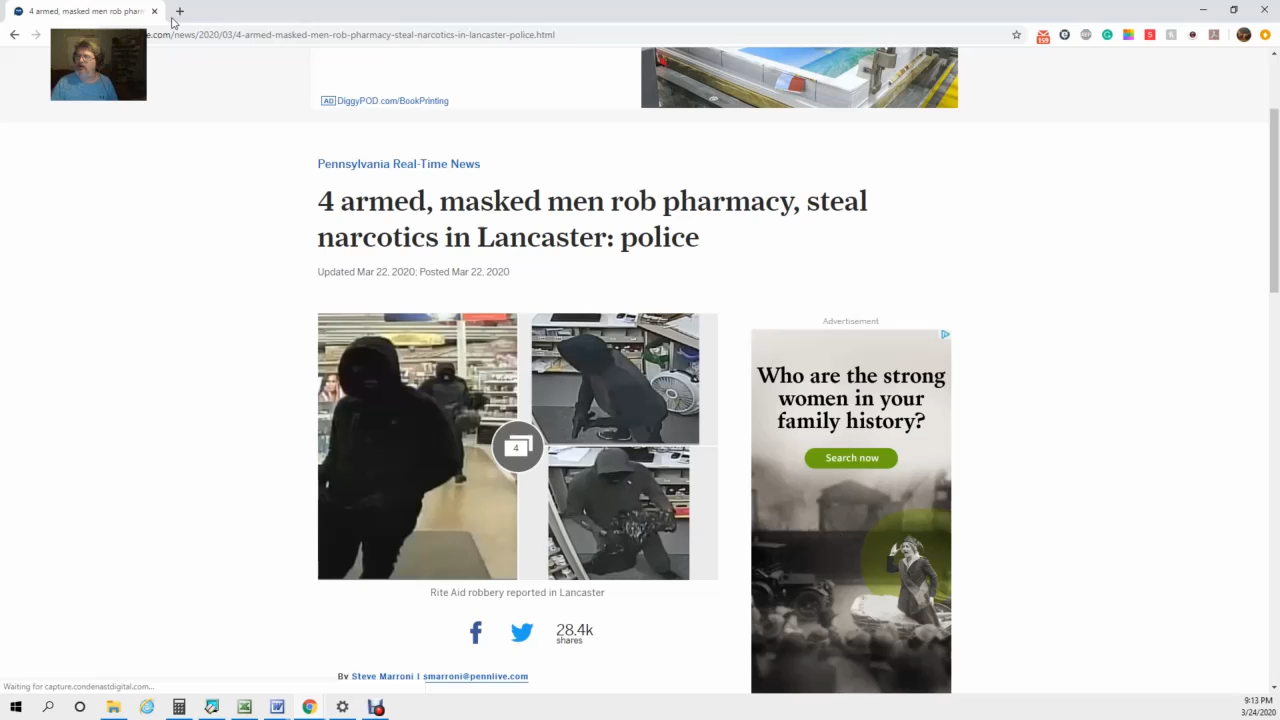 4 armed, masked men rob pharm
e.com/news/2020/03/4-armed-masked-men-rob-pharmacy-steal-narcotics-in-lancaster-police.html
159
AD DiggyPOD.com/BookPrinting
Pennsylvania Real-Time News
4 armed, masked men rob pharmacy, steal
narcotics in Lancaster: police
Updated Mar 22, 2020; Posted Mar 22, 2020
Advertisement
Who are the strong
women in your
family history?
Search now
4
Rite Aid robbery reported in Lancaster
28.4k
shares
By Steve Marroni | smarroni@pennlive.com
Waiting for capture.condenastdigital.com...
9:13 PM
3/24/2020